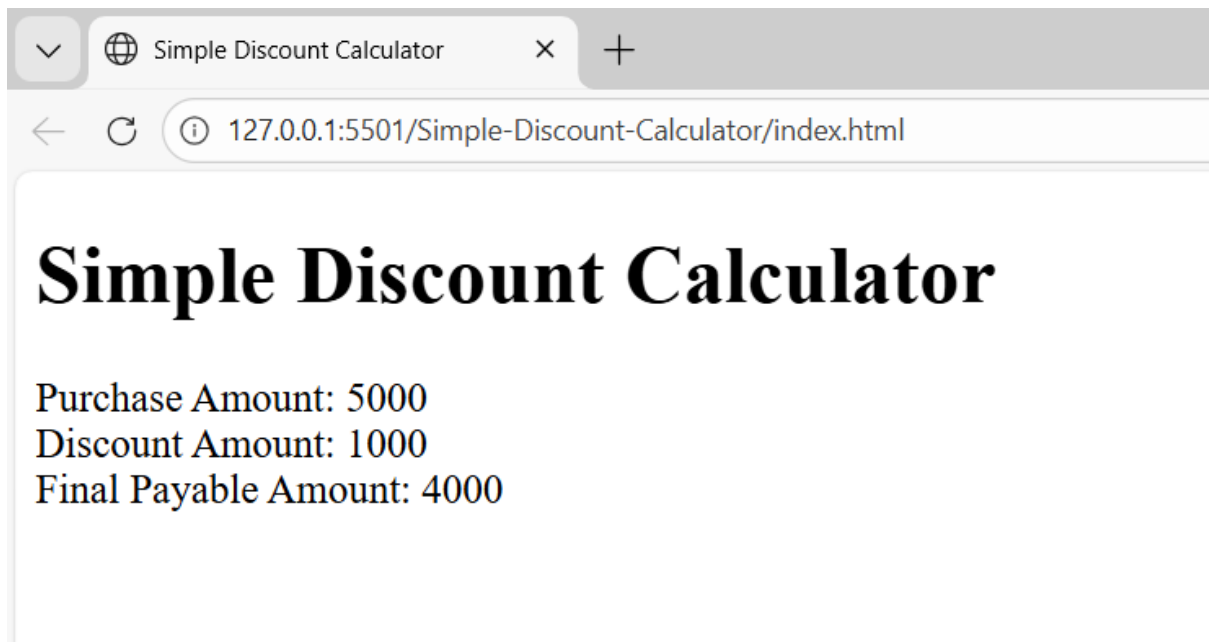 Simple Discount Calculator
127.0.0.1:5501/Simple-Discount-Calculator/index.html
Simple Discount Calculator
Purchase Amount: 5000
Discount Amount: 1000
Final Payable Amount: 4000